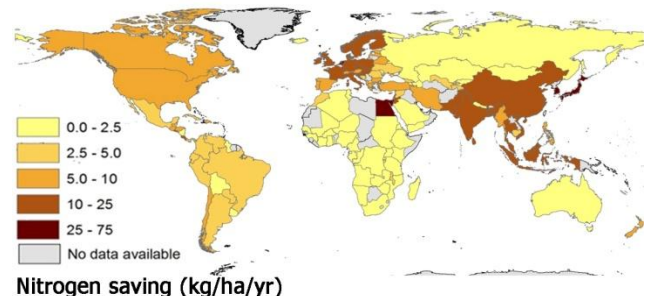 0.0 - 2.5
2.5 - 5.0
5.0 - 10
10 - 25
25 - 75
No data available
Nitrogen saving (kg/ha/yr)